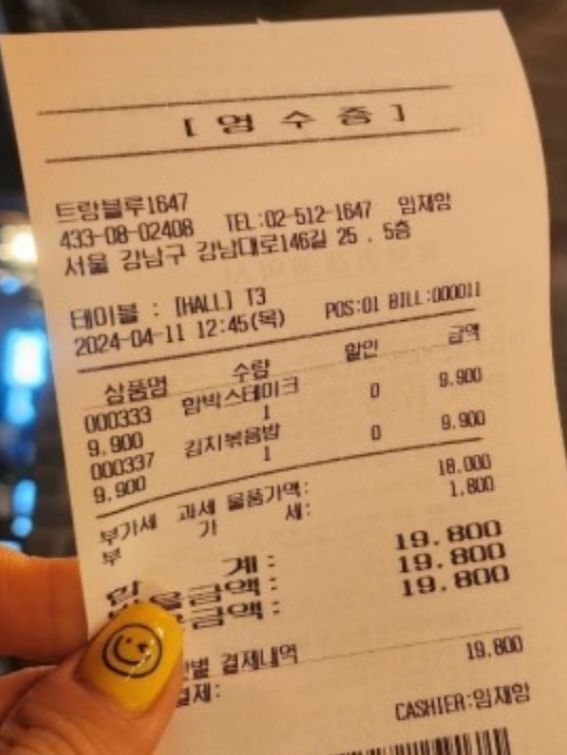 [ 영 수 증 ]
트랑블루1647
433-08-02408 TEL:02-512-1647 임재항
서울 강남구 강남대로146길 25 , 5층
테이블 : [HALL] T3
2024-04-11 12:45(목) POS:01 BILL:000011
상품명 수량 할인 금액
000333 함박스테이크
9.900 1 0 9.900
000337 김치볶음밥
9.900 1 0 9.900
부가세 과세 물품가액: 18.000
부 가 세: 1,800
합 계: 19.800
을금액: 19.800
금액: 19.800
별 결제내역
결제: 19.800
CASHIER:임재항